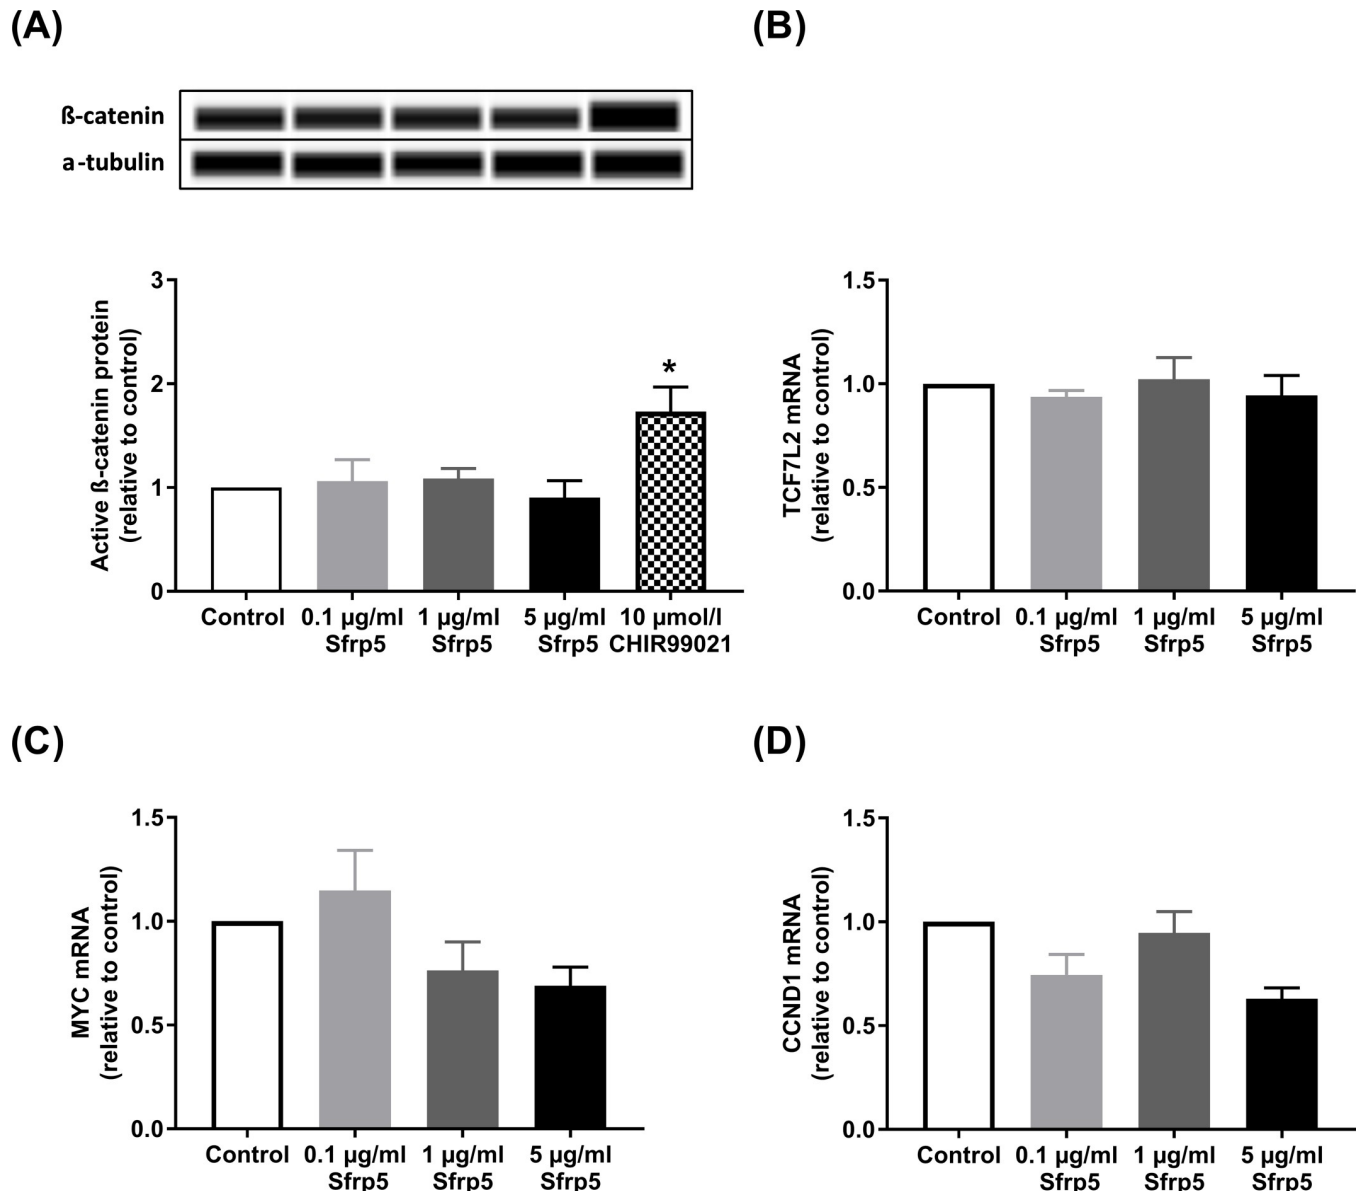 (A)
ß-catenin
a-tubulin
Active ß-catenin protein
(relative to control)
3
2
1
0
*
Control
0.1 µg/ml
Sfrp5
1 µg/ml
Sfrp5
5 µg/ml
Sfrp5
10 µmol/l
CHIR99021
(B)
TCF7L2 mRNA
(relative to control)
1.5
1.0
0.5
0.0
Control
0.1 µg/ml
Sfrp5
1 µg/ml
Sfrp5
5 µg/ml
Sfrp5
(C)
MYC mRNA
(relative to control)
1.5
1.0
0.5
0.0
Control
0.1 µg/ml
Sfrp5
1 µg/ml
Sfrp5
5 µg/ml
Sfrp5
(D)
CCND1 mRNA
(relative to control)
1.5
1.0
0.5
0.0
Control
0.1 µg/ml
Sfrp5
1 µg/ml
Sfrp5
5 µg/ml
Sfrp5